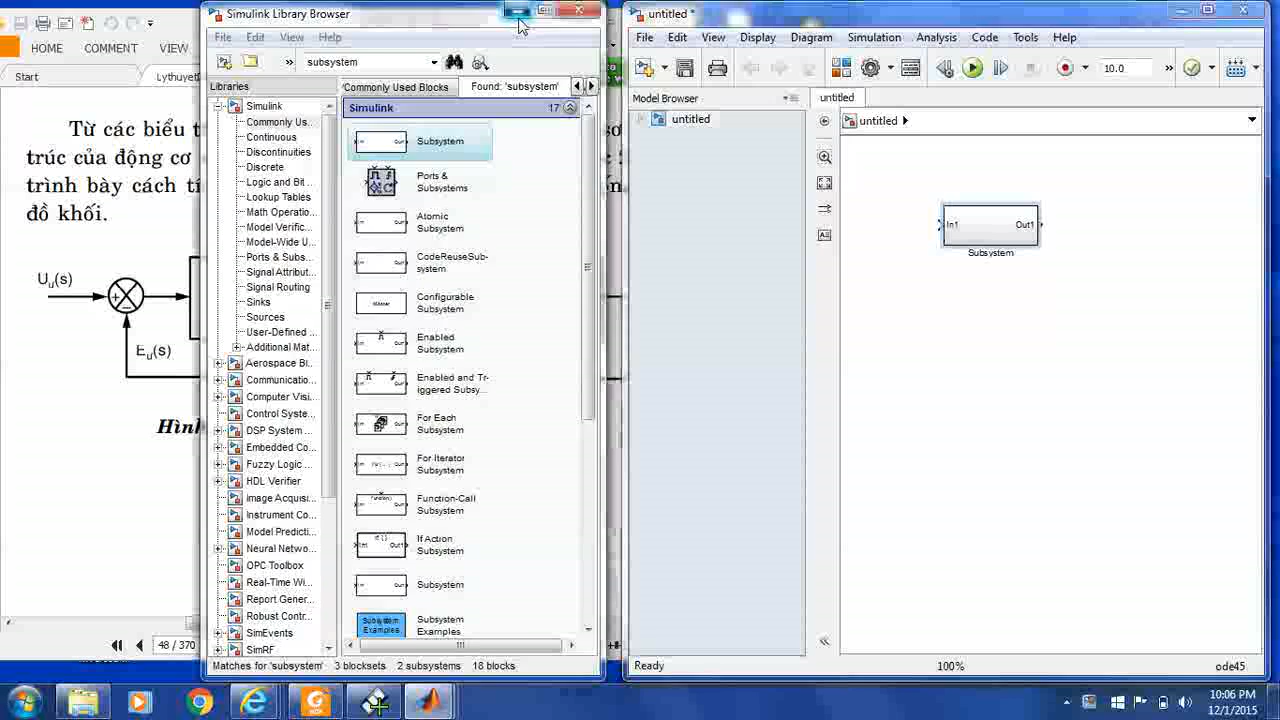 HOME COMMENT VIEW
Start
Lythuyết
Từ các biểu t
trúc của động cơ
trình bày cách tí
đồ khối.
Uu(s)
+
−
Eu(s)
Hình
48 / 370
Simulink Library Browser
File Edit View Help
» subsystem
Libraries
Commonly Used Blocks
Found: 'subsystem'
Simulink
Commonly Us...
Continuous
Discontinuities
Discrete
Logic and Bit ...
Lookup Tables
Math Operatio...
Model Verific...
Model-Wide U...
Ports & Subs...
Signal Attribut...
Signal Routing
Sinks
Sources
User-Defined ...
Additional Mat...
Aerospace Bl...
Communicatio...
Computer Visi...
Control Syste...
DSP System ...
Embedded Co...
Fuzzy Logic ...
HDL Verifier
Image Acquisi...
Instrument Co...
Model Predicti...
Neural Netwo...
OPC Toolbox
Real-Time Wi...
Report Gener...
Robust Contr...
SimEvents
SimRF
Simulink 17
Subsystem
Ports &
Subsystems
Atomic
Subsystem
CodeReuseSub-
system
Configurable
Subsystem
Enabled
Subsystem
Enabled and Tr-
iggered Subsy...
For Each
Subsystem
For Iterator
Subsystem
Function-Call
Subsystem
If Action
Subsystem
Subsystem
Subsystem
Examples
Subsystem
Examples
Matches for 'subsystem' 3 blocksets 2 subsystems 18 blocks
untitled *
File Edit View Display Diagram Simulation Analysis Code Tools Help
10.0 »
Model Browser
untitled
untitled
untitled
In1 Out1
Subsystem
Ready 100% ode45
10:06 PM
12/1/2015